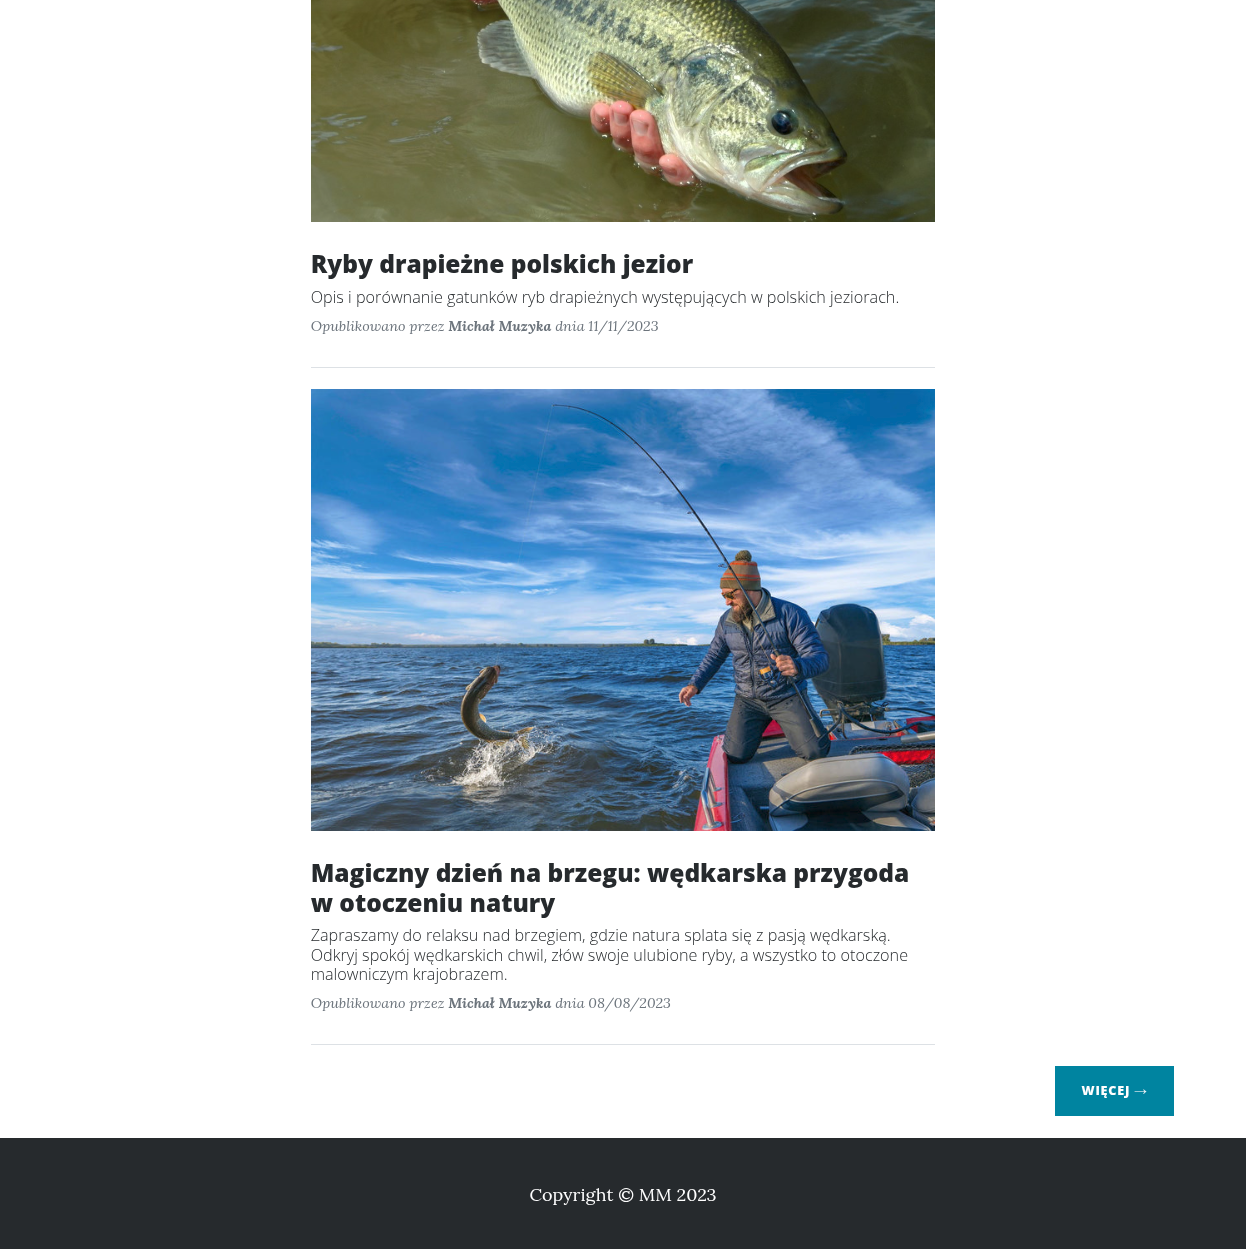 Ryby drapieżne polskich jezior
Opis i porównanie gatunków ryb drapieżnych występujących w polskich jeziorach.
Opublikowano przez Michał Muzyka dnia 11/11/2023
Magiczny dzień na brzegu: wędkarska przygoda
w otoczeniu natury
Zapraszamy do relaksu nad brzegiem, gdzie natura splata się z pasją wędkarską.
Odkryj spokój wędkarskich chwil, złów swoje ulubione ryby, a wszystko to otoczone
malowniczym krajobrazem.
Opublikowano przez Michał Muzyka dnia 08/08/2023
WIĘCEJ →
Copyright © MM 2023